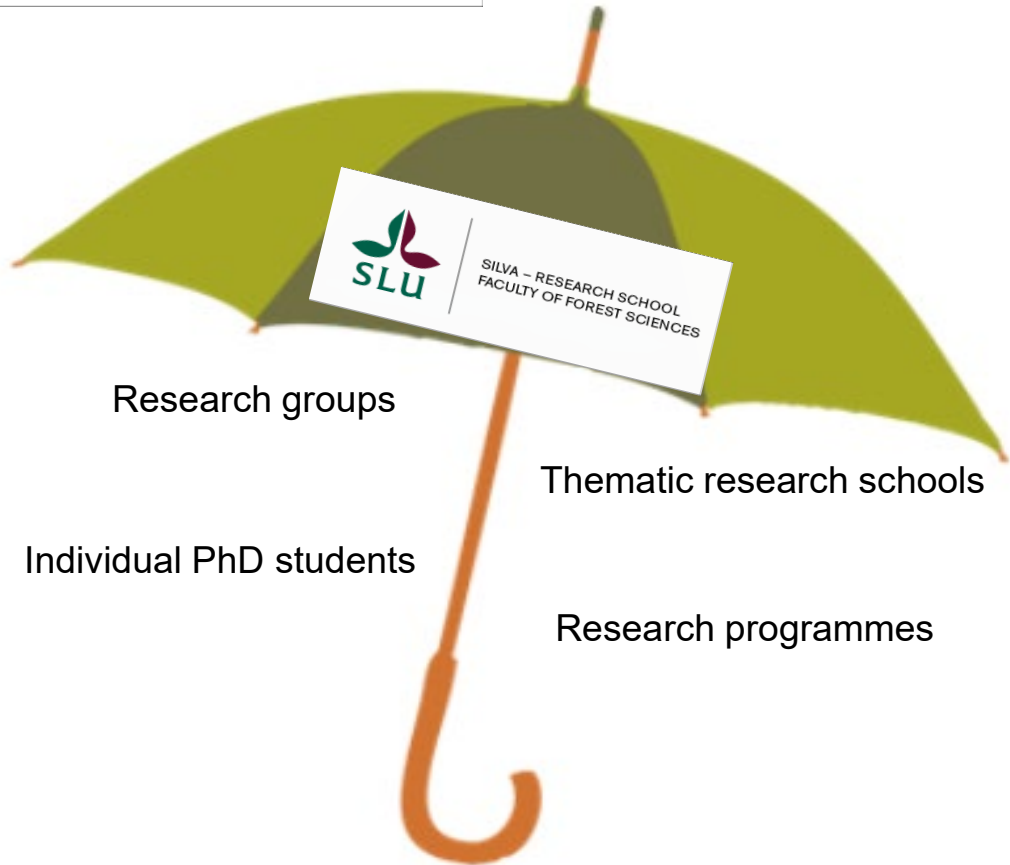 SLU
SILVA – RESEARCH SCHOOL
FACULTY OF FOREST SCIENCES
Research groups
Thematic research schools
Individual PhD students
Research programmes